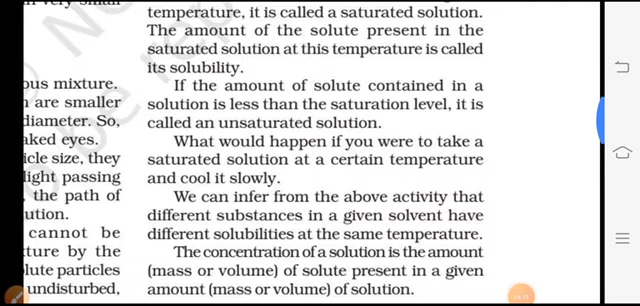 ous mixture.
are smaller
diameter. So,
aked eyes.
icle size, they
light passing
the path of
ution.
cannot be
ture by the
lute particles
undisturbed,
temperature, it is called a saturated solution.
The amount of the solute present in the
saturated solution at this temperature is called
its solubility.
If the amount of solute contained in a
solution is less than the saturation level, it is
called an unsaturated solution.
What would happen if you were to take a
saturated solution at a certain temperature
and cool it slowly.
We can infer from the above activity that
different substances in a given solvent have
different solubilities at the same temperature.
The concentration of a solution is the amount
(mass or volume) of solute present in a given
amount (mass or volume) of solution.